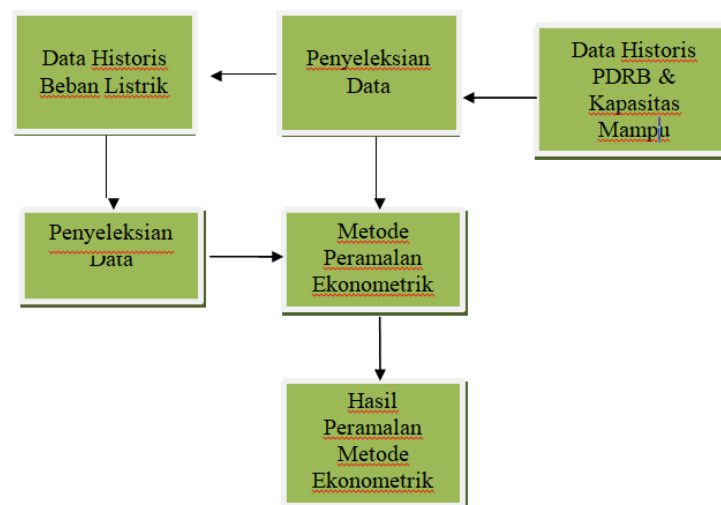 Data Historis
Beban Listrik
Penyeleksian
Data
Data Historis
PDRB &
Kapasitas
Mampu
Penyeleksian
Data
Metode
Peramalan
Ekonometrik
Hasil
Peramalan
Metode
Ekonometrik